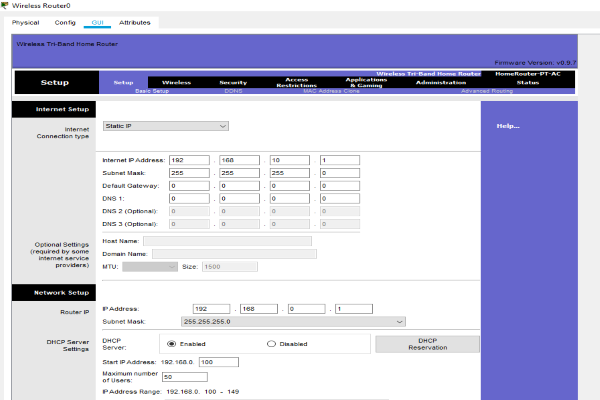 Wireless Router0
Physical Config GUI Attributes
Wireless Tri-Band Home Router
Firmware Version: v0.9.7
Wireless Tri-Band Home Router HomeRouter-PT-AC
Setup
Setup Wireless Security Access Restrictions Applications & Gaming Administration Status
Basic Setup DDNS MAC Address Clone Advanced Routing
Internet Setup
Internet Connection type
Static IP
Help...
Internet IP Address: 192 . 168 . 10 . 1
Subnet Mask: 255 . 255 . 255 . 0
Default Gateway: 0 . 0 . 0 . 0
DNS 1: 0 . 0 . 0 . 0
DNS 2 (Optional): 0 . 0 . 0 . 0
DNS 3 (Optional): 0 . 0 . 0 . 0
Optional Settings
(required by some
internet service
providers)
Host Name:
Domain Name:
MTU: Size: 1500
Network Setup
Router IP
IP Address: 192 . 168 . 0 . 1
Subnet Mask: 255.255.255.0
DHCP Server
Settings
DHCP
Server: Enabled Disabled
DHCP
Reservation
Start IP Address: 192.168.0. 100
Maximum number
of Users: 50
IP Address Range: 192.168.0. 100 - 149